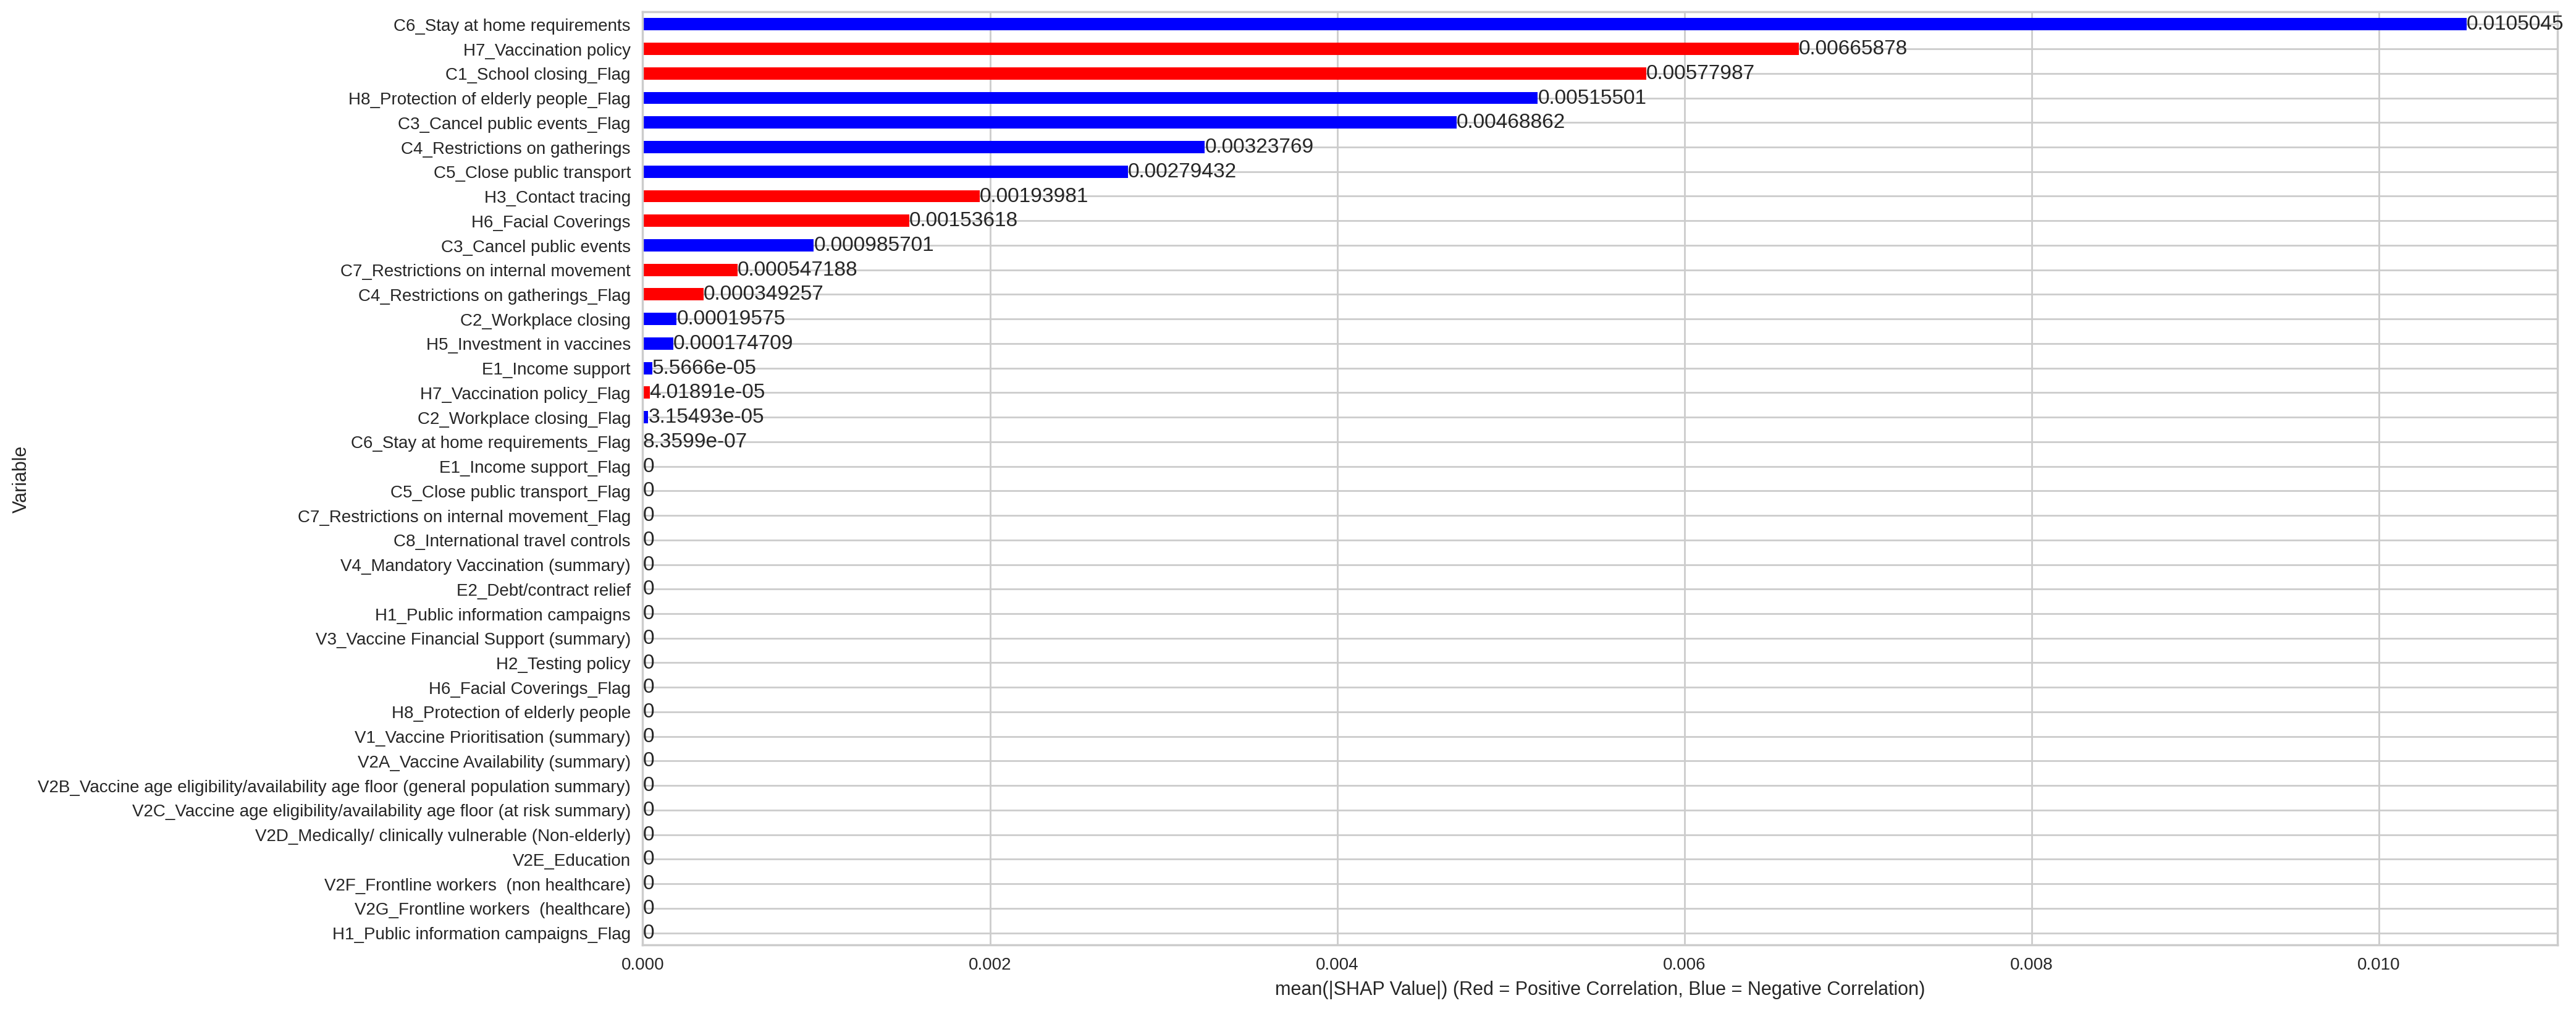 C6_Stay at home requirements 0.0105045
H7_Vaccination policy 0.00665878
C1_School closing_Flag 0.00577987
H8_Protection of elderly people_Flag 0.00515501
C3_Cancel public events_Flag 0.00468862
C4_Restrictions on gatherings 0.00323769
C5_Close public transport 0.00279432
H3_Contact tracing 0.00193981
H6_Facial Coverings 0.00153618
C3_Cancel public events 0.000985701
C7_Restrictions on internal movement 0.000547188
C4_Restrictions on gatherings_Flag 0.000349257
C2_Workplace closing 0.00019575
H5_Investment in vaccines 0.000174709
E1_Income support 5.5666e-05
H7_Vaccination policy_Flag 4.01891e-05
C2_Workplace closing_Flag 3.15493e-05
C6_Stay at home requirements_Flag 8.3599e-07
E1_Income support_Flag 0
C5_Close public transport_Flag 0
C7_Restrictions on internal movement_Flag 0
C8_International travel controls 0
V4_Mandatory Vaccination (summary) 0
E2_Debt/contract relief 0
H1_Public information campaigns 0
V3_Vaccine Financial Support (summary) 0
H2_Testing policy 0
H6_Facial Coverings_Flag 0
H8_Protection of elderly people 0
V1_Vaccine Prioritisation (summary) 0
V2A_Vaccine Availability (summary) 0
V2B_Vaccine age eligibility/availability age floor (general population summary) 0
V2C_Vaccine age eligibility/availability age floor (at risk summary) 0
V2D_Medically/ clinically vulnerable (Non-elderly) 0
V2E_Education 0
V2F_Frontline workers  (non healthcare) 0
V2G_Frontline workers  (healthcare) 0
H1_Public information campaigns_Flag 0
Variable
0.000 0.002 0.004 0.006 0.008 0.010
mean(|SHAP Value|) (Red = Positive Correlation, Blue = Negative Correlation)